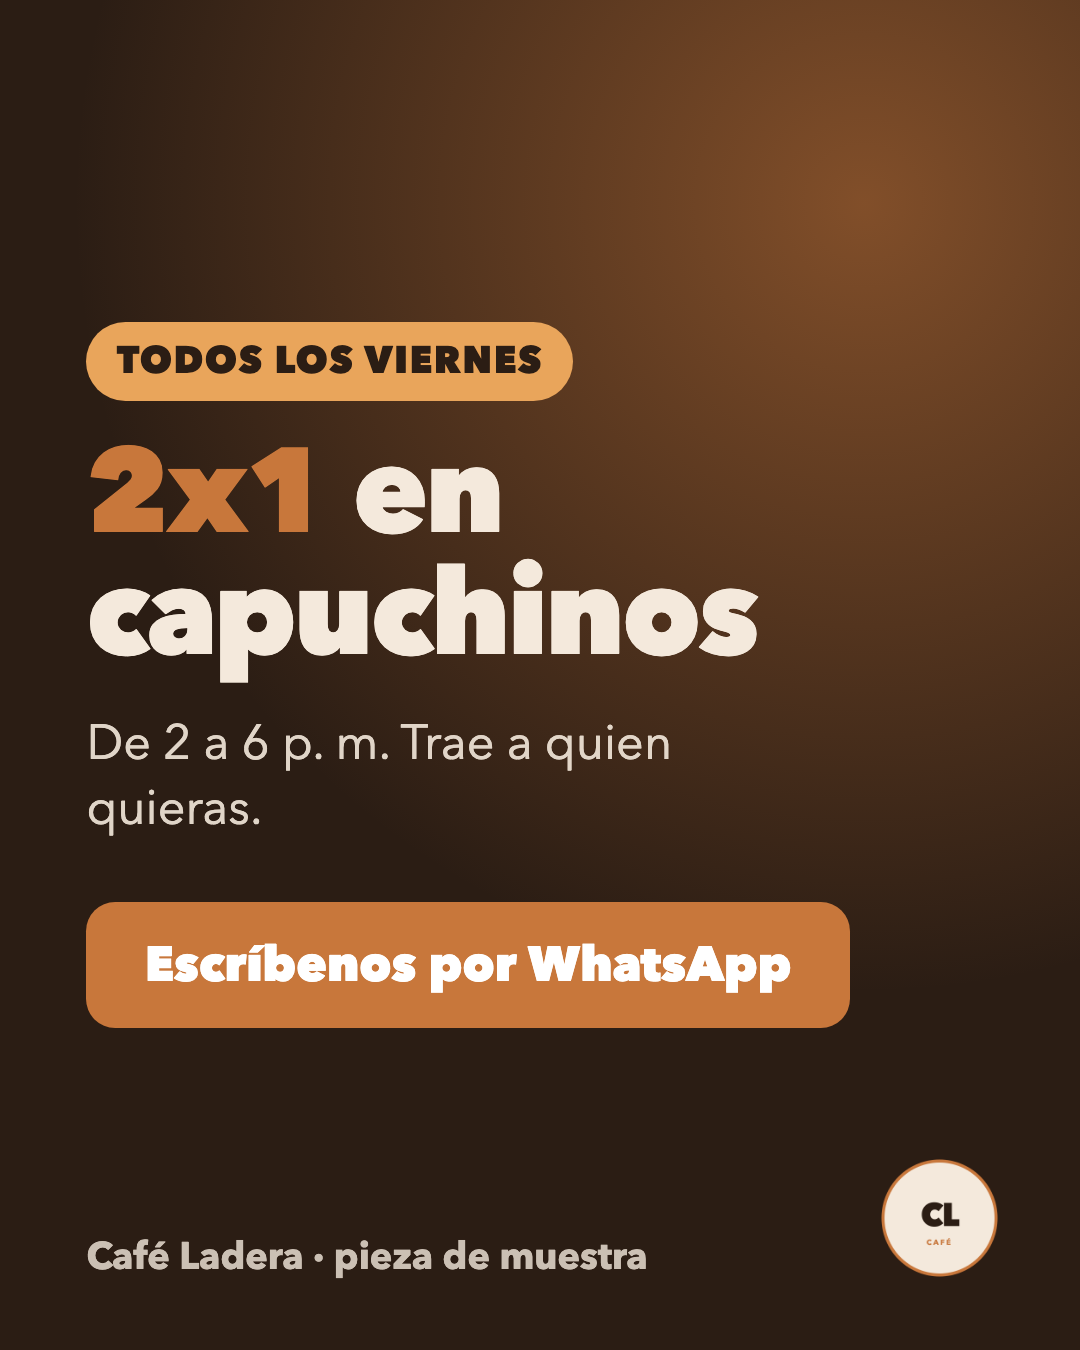 TODOS LOS VIERNES
2x1 en
capuchinos
De 2 a 6 p. m. Trae a quien
quieras.
Escríbenos por WhatsApp
Café Ladera · pieza de muestra
CL
CAFÉ